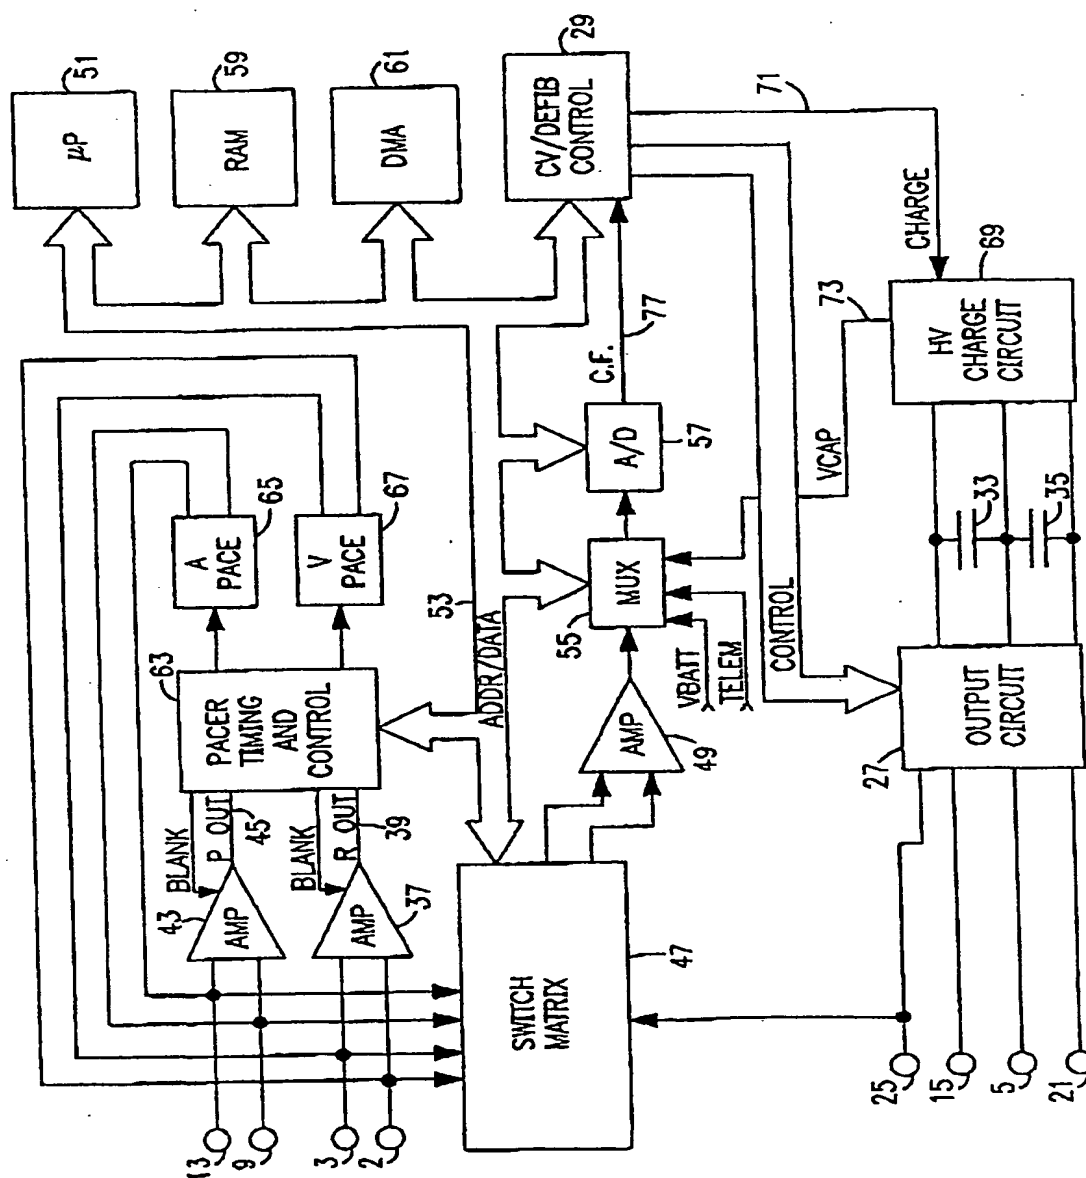 13
9
3
2
BLANK
43
AMP
P OUT
45
BLANK
37
AMP
R OUT
39
63
PACER
TIMING
AND
CONTROL
A
PACE
65
V
PACE
67
μP
51
RAM
59
DMA
61
CV/DEFIB
CONTROL
29
53
ADDR/DATA
SWITCH
MATRIX
47
AMP
49
MUX
55
A/D
57
C.F.
77
VBATT
TELEM
CONTROL
VCAP
73
71
CHARGE
HV
CHARGE
CIRCUIT
69
33
35
OUTPUT
CIRCUIT
27
25
15
5
21